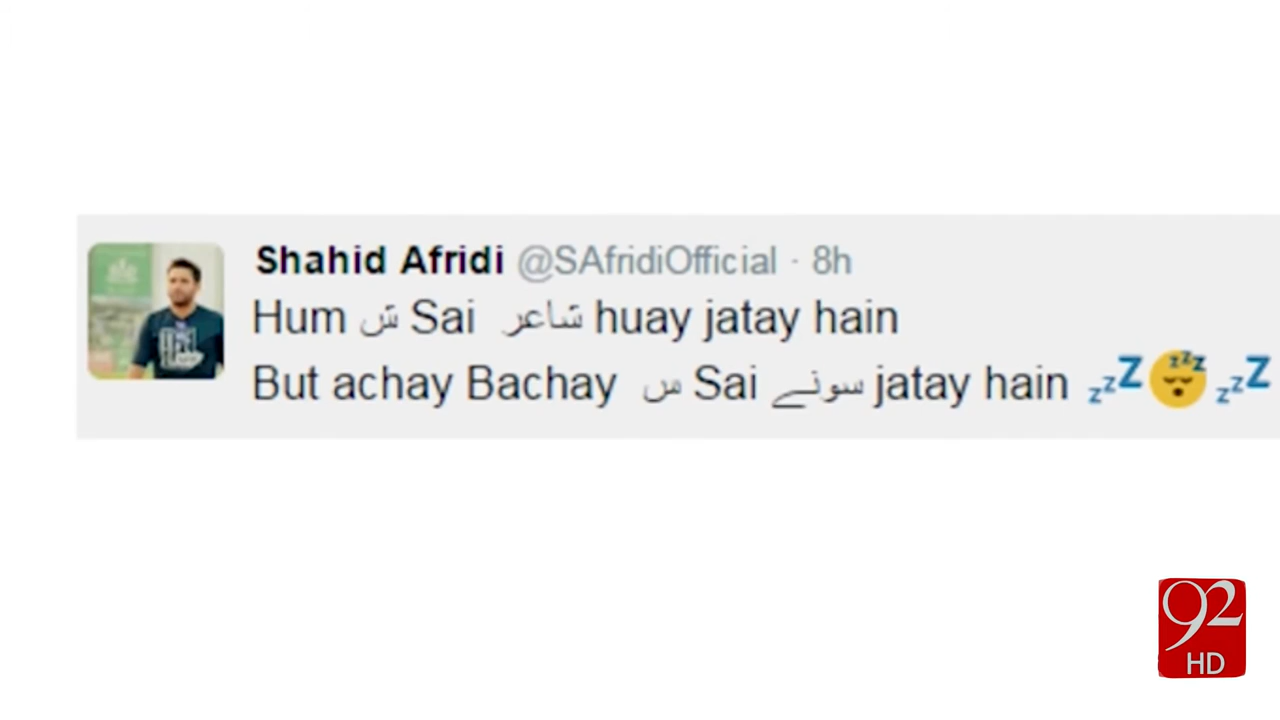 Shahid Afridi @SAfridiOfficial · 8h
Hum ش Sai شاعر huay jatay hain
But achay Bachay س Sai سونے jatay hain 💤😴💤
92
HD